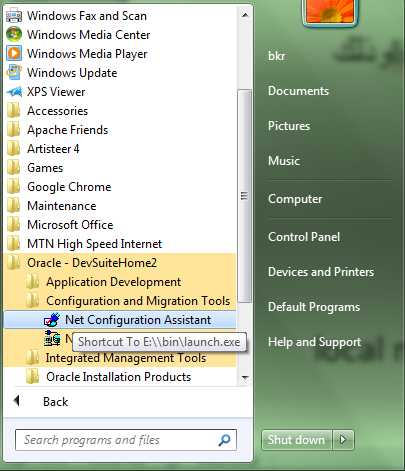 Windows Fax and Scan
Windows Media Center
Windows Media Player
Windows Update
XPS Viewer
Accessories
Apache Friends
Artisteer 4
Games
Google Chrome
Maintenance
Microsoft Office
MTN High Speed Internet
Oracle - DevSuiteHome2
Application Development
Configuration and Migration Tools
Net Configuration Assistant
Shortcut To E:\\bin\launch.exe
Integrated Management Tools
Oracle Installation Products
Back
Search programs and files
bkr
Documents
Pictures
Music
Computer
Control Panel
Devices and Printers
Default Programs
Help and Support
Shut down
local